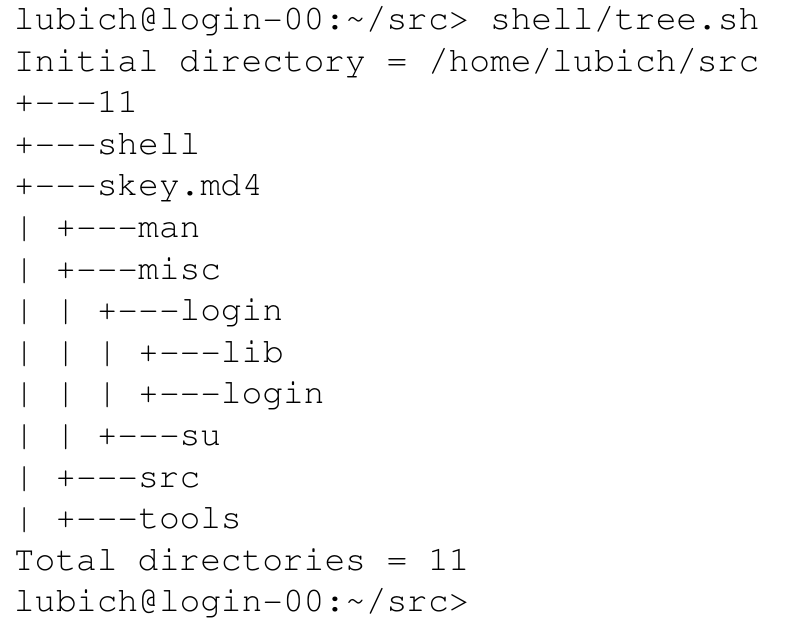 lubich@login-00:~/src> shell/tree.sh
Initial directory = /home/lubich/src
+---11
+---shell
+---skey.md4
| +---man
| +---misc
| | +---login
| | | +---lib
| | | +---login
| | +---su
| +---src
| +---tools
Total directories = 11
lubich@login-00:~/src>